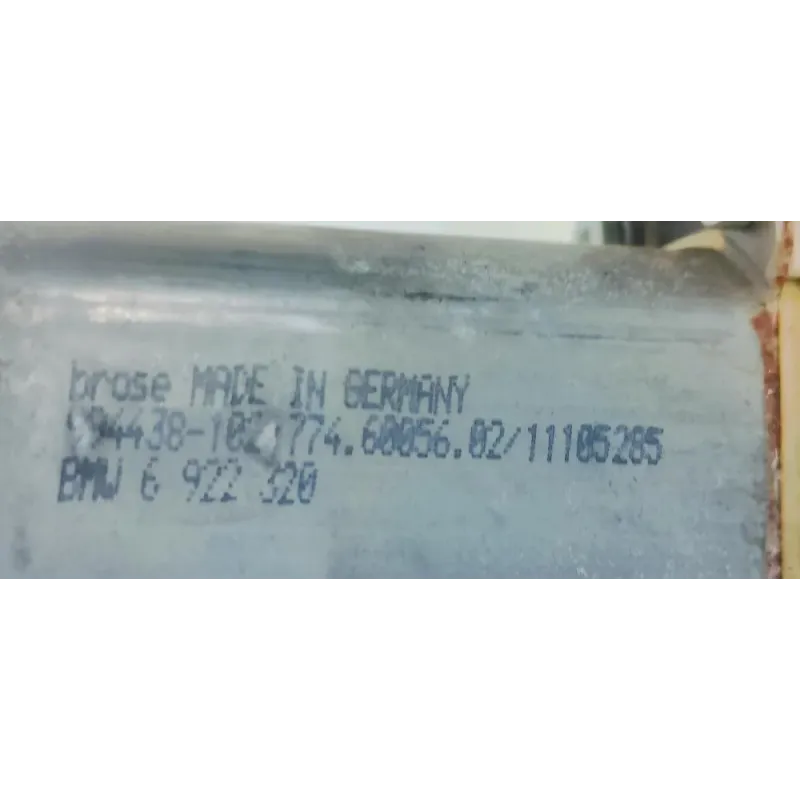 brose MADE IN GERMANY
774.60056.02/11105285
BMW 6 922 320